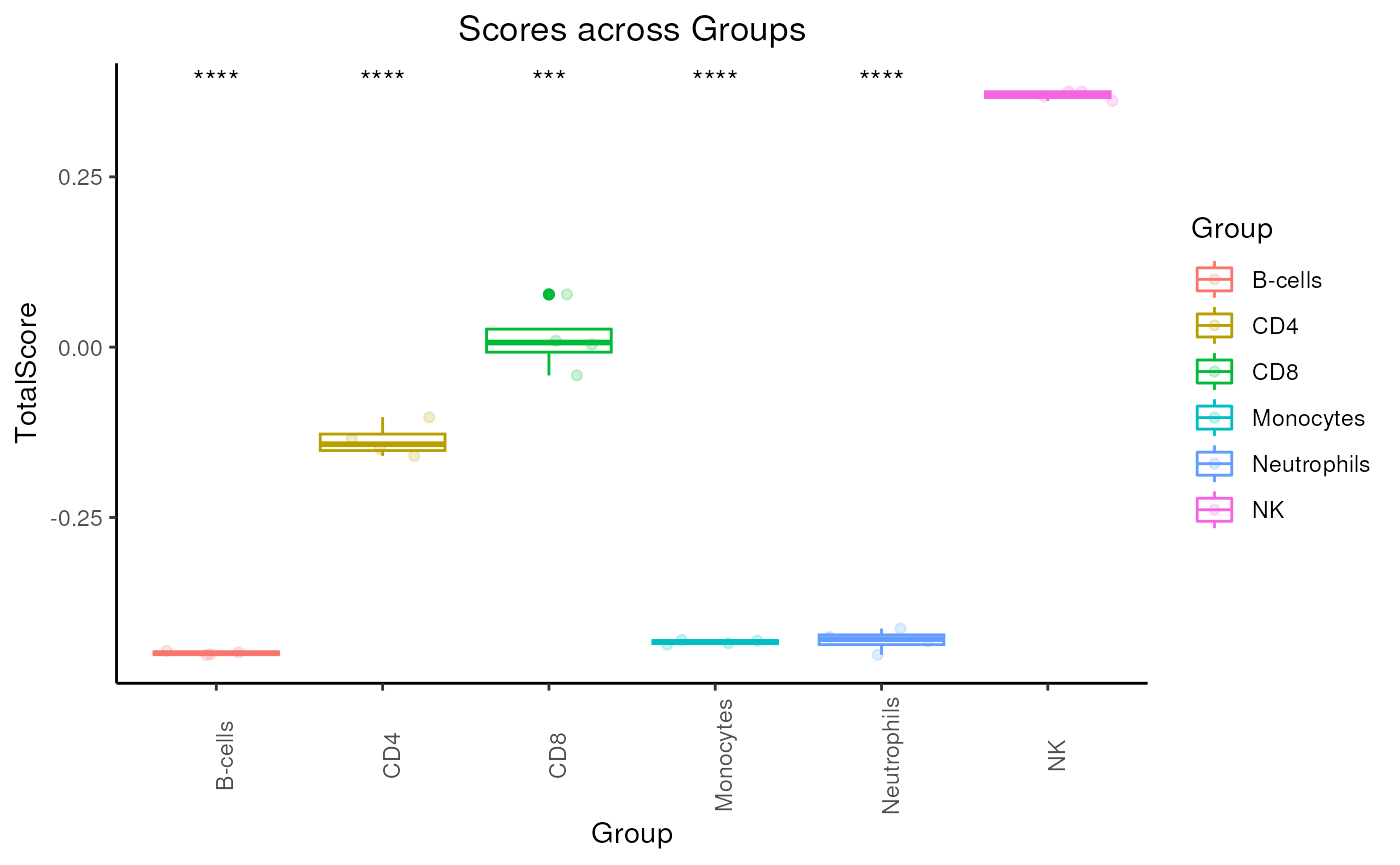 Scores across Groups
**** **** *** **** ****
TotalScore
0.25
0.00
-0.25
B-cells
CD4
CD8
Monocytes
Neutrophils
NK
Group
Group
B-cells
CD4
CD8
Monocytes
Neutrophils
NK